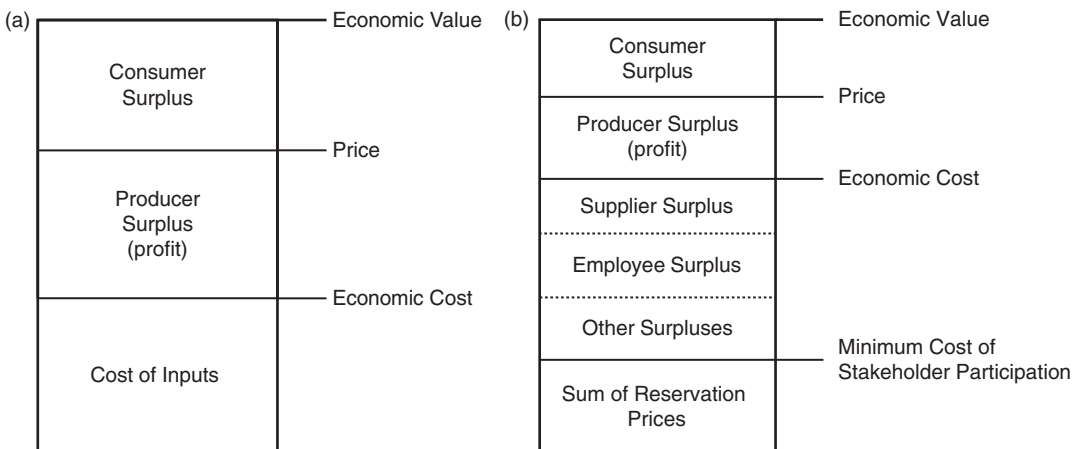 (a)
Economic Value
Consumer
Surplus
Price
Producer
Surplus
(profit)
Economic Cost
Cost of Inputs
(b)
Economic Value
Consumer
Surplus
Price
Producer Surplus
(profit)
Economic Cost
Supplier Surplus
Employee Surplus
Other Surpluses
Minimum Cost of
Stakeholder Participation
Sum of Reservation
Prices